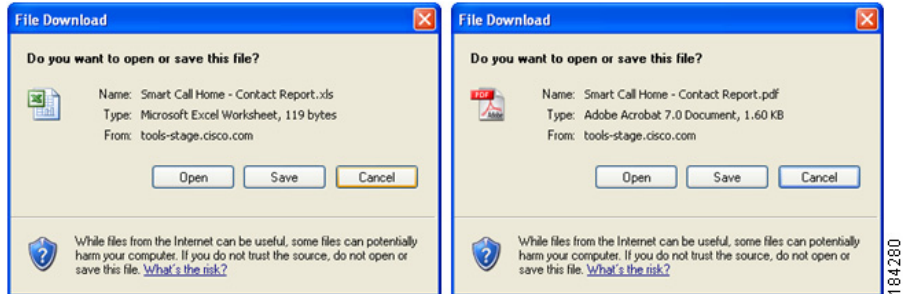 File Download
Do you want to open or save this file?
Name: Smart Call Home - Contact Report.xls
Type: Microsoft Excel Worksheet, 119 bytes
From: tools-stage.cisco.com
Open Save Cancel
While files from the Internet can be useful, some files can potentially
harm your computer. If you do not trust the source, do not open or
save this file. What's the risk?
File Download
Do you want to open or save this file?
PDF
Adobe
Name: Smart Call Home - Contact Report.pdf
Type: Adobe Acrobat 7.0 Document, 1.60 KB
From: tools-stage.cisco.com
Open Save Cancel
While files from the Internet can be useful, some files can potentially
harm your computer. If you do not trust the source, do not open or
save this file. What's the risk?
184280